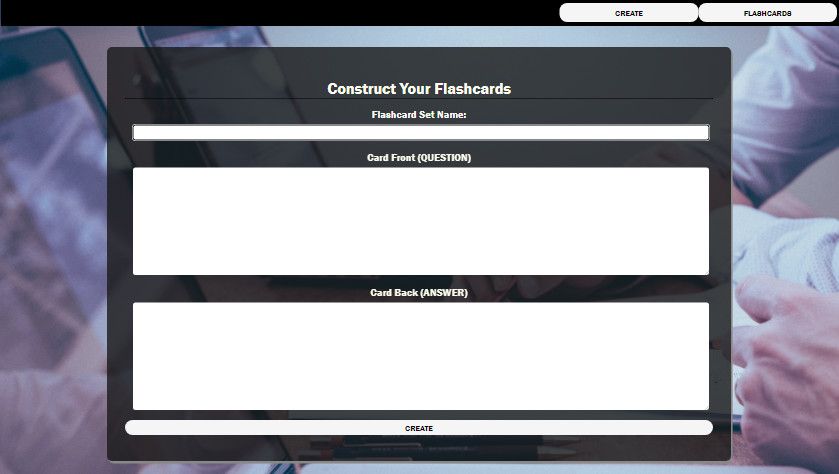 CREATE
FLASHCARDS
Construct Your Flashcards
Flashcard Set Name:
Card Front (QUESTION)
Card Back (ANSWER)
CREATE